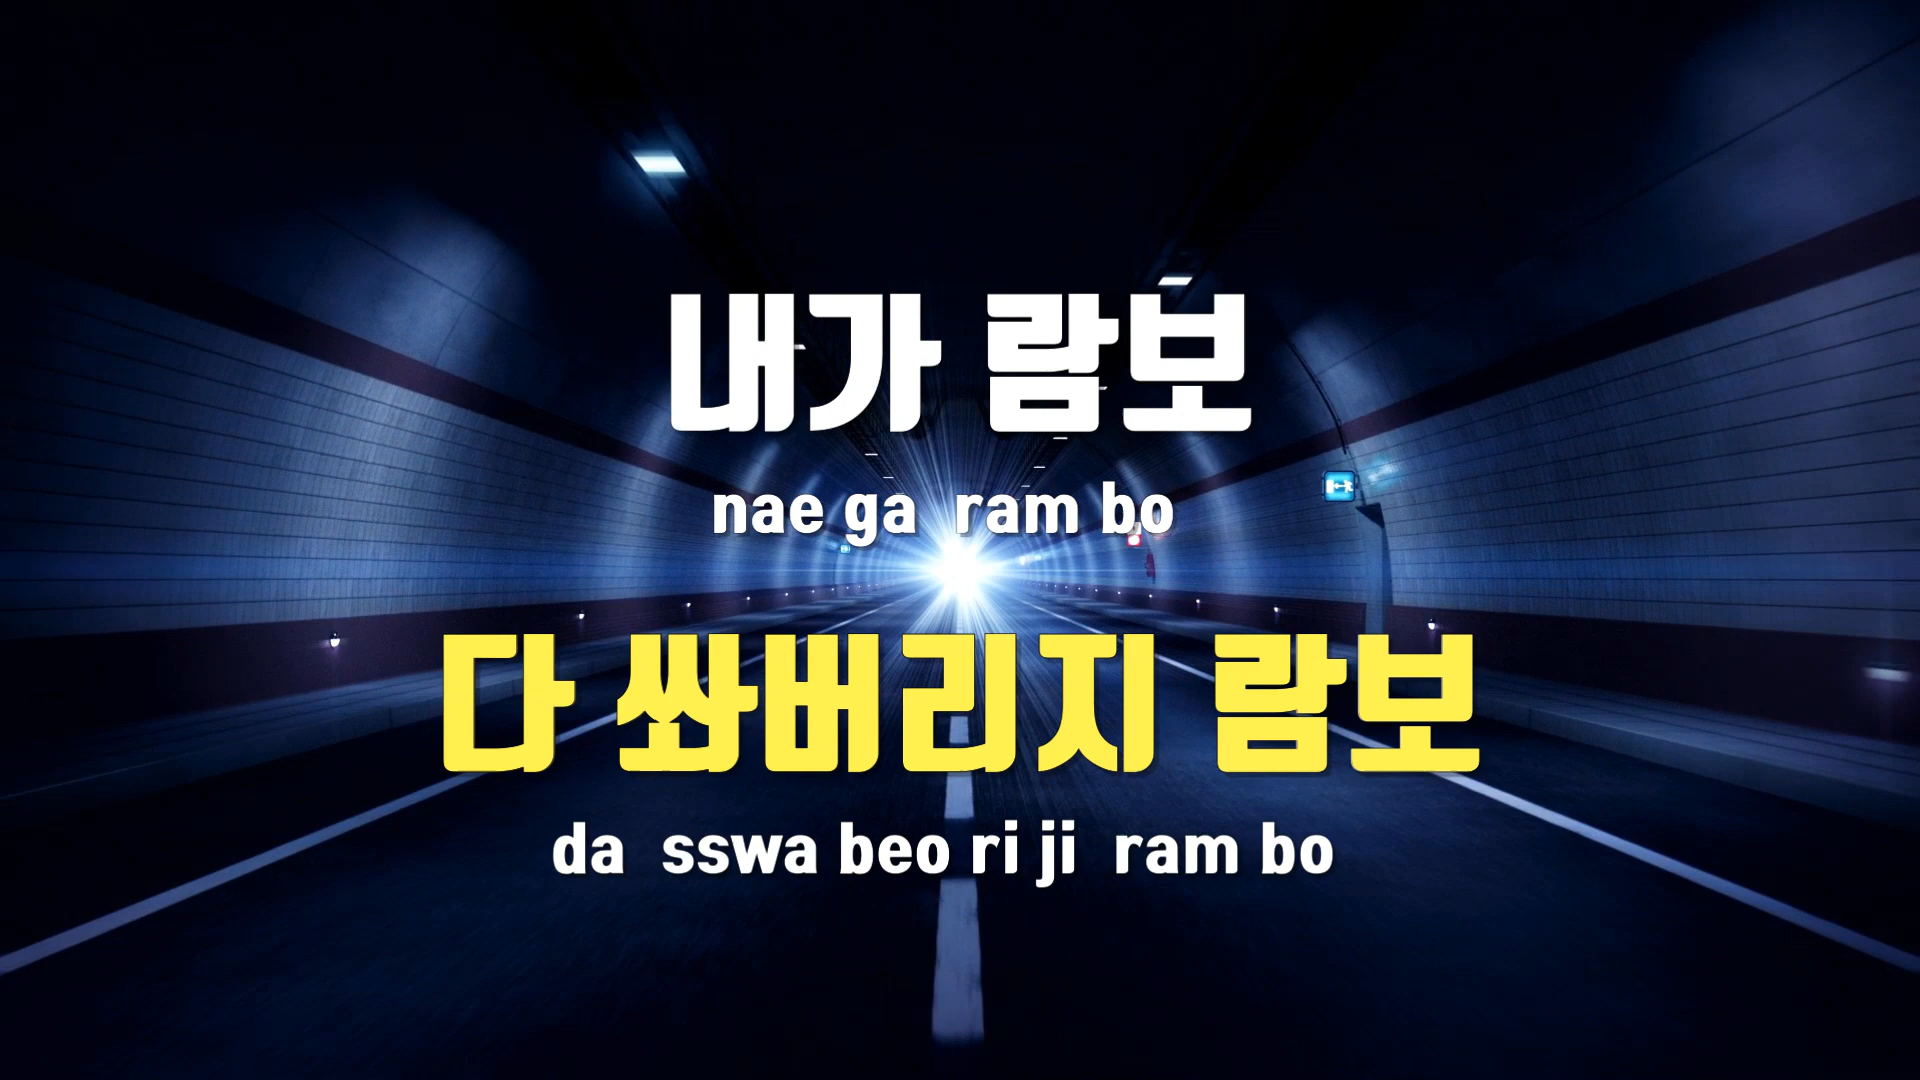 내가 람보
nae ga ram bo
다 쏴버리지 람보
da sswa beo ri ji ram bo